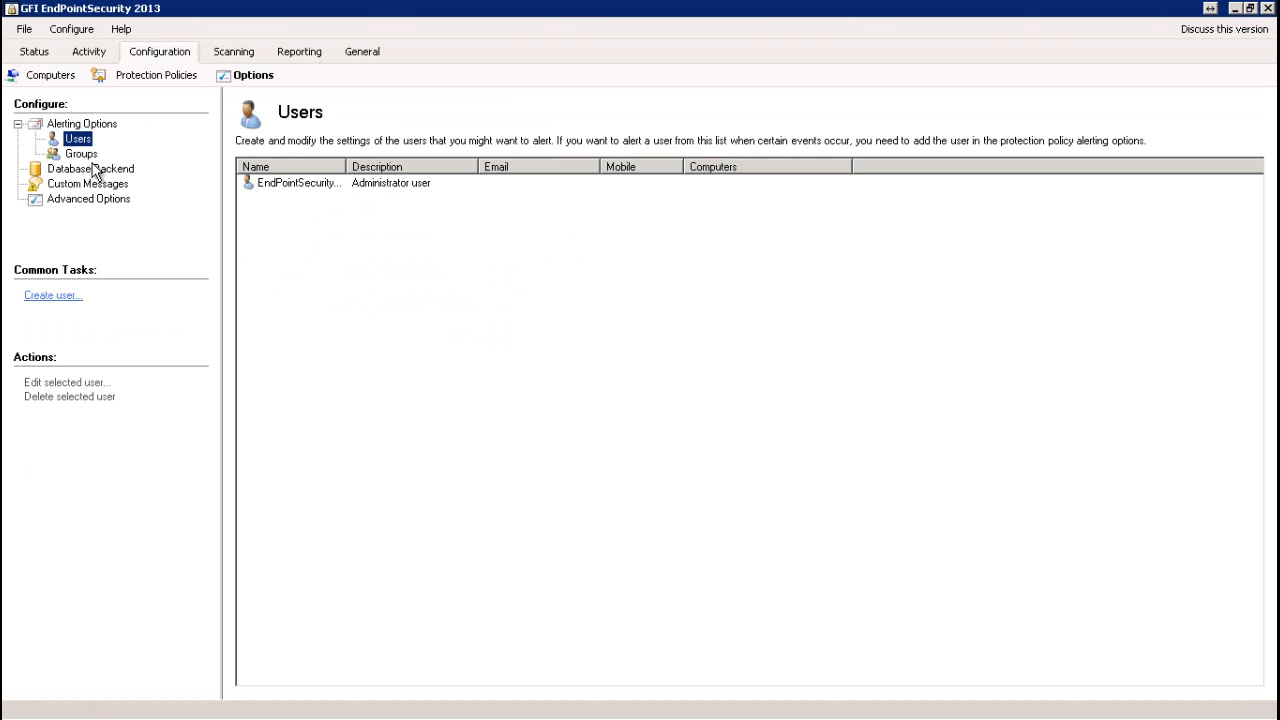 GFI EndPointSecurity 2013
File Configure Help Discuss this version
Status Activity Configuration Scanning Reporting General
Computers Protection Policies Options
Configure:
Alerting Options
Users
Groups
Database Backend
Custom Messages
Advanced Options
Common Tasks:
Create user...
Actions:
Edit selected user...
Delete selected user
Users
Create and modify the settings of the users that you might want to alert. If you want to alert a user from this list when certain events occur, you need to add the user in the protection policy alerting options.
Name Description Email Mobile Computers
EndPointSecurity... Administrator user